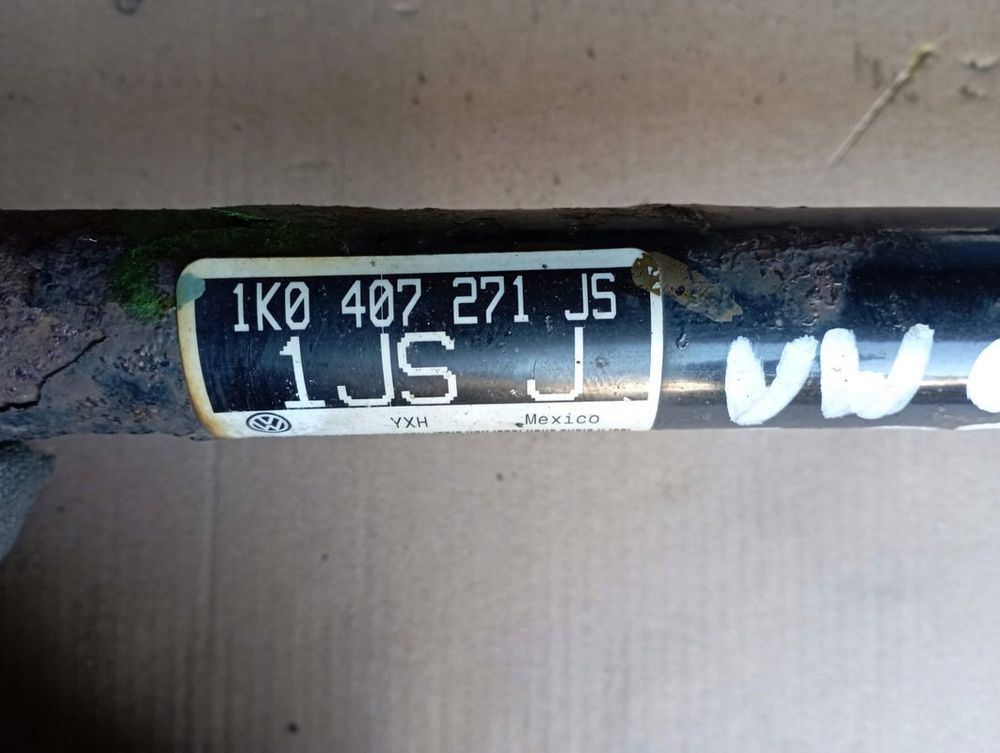 1K0 407 271 JS
1JS J
YXH Mexico
VW